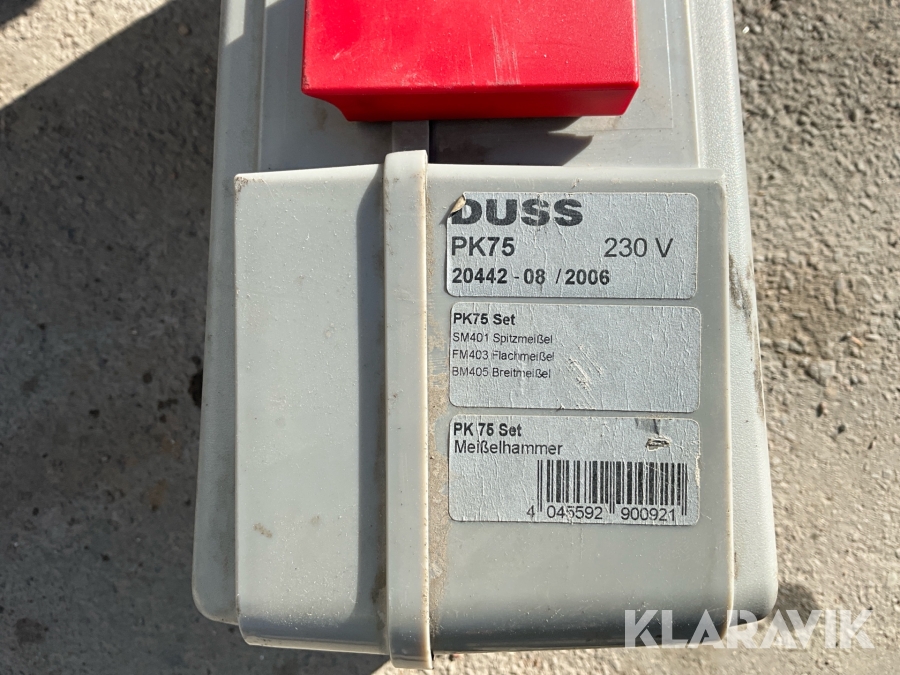 DUSS
PK75 230 V
20442-08 /2006
PK75 Set
SM401 Spitzmeißel
FM403 Flachmeißel
BM405 Breitmeißel
PK 75 Set
Meißelhammer
4 045592 900921
KLARAVIK